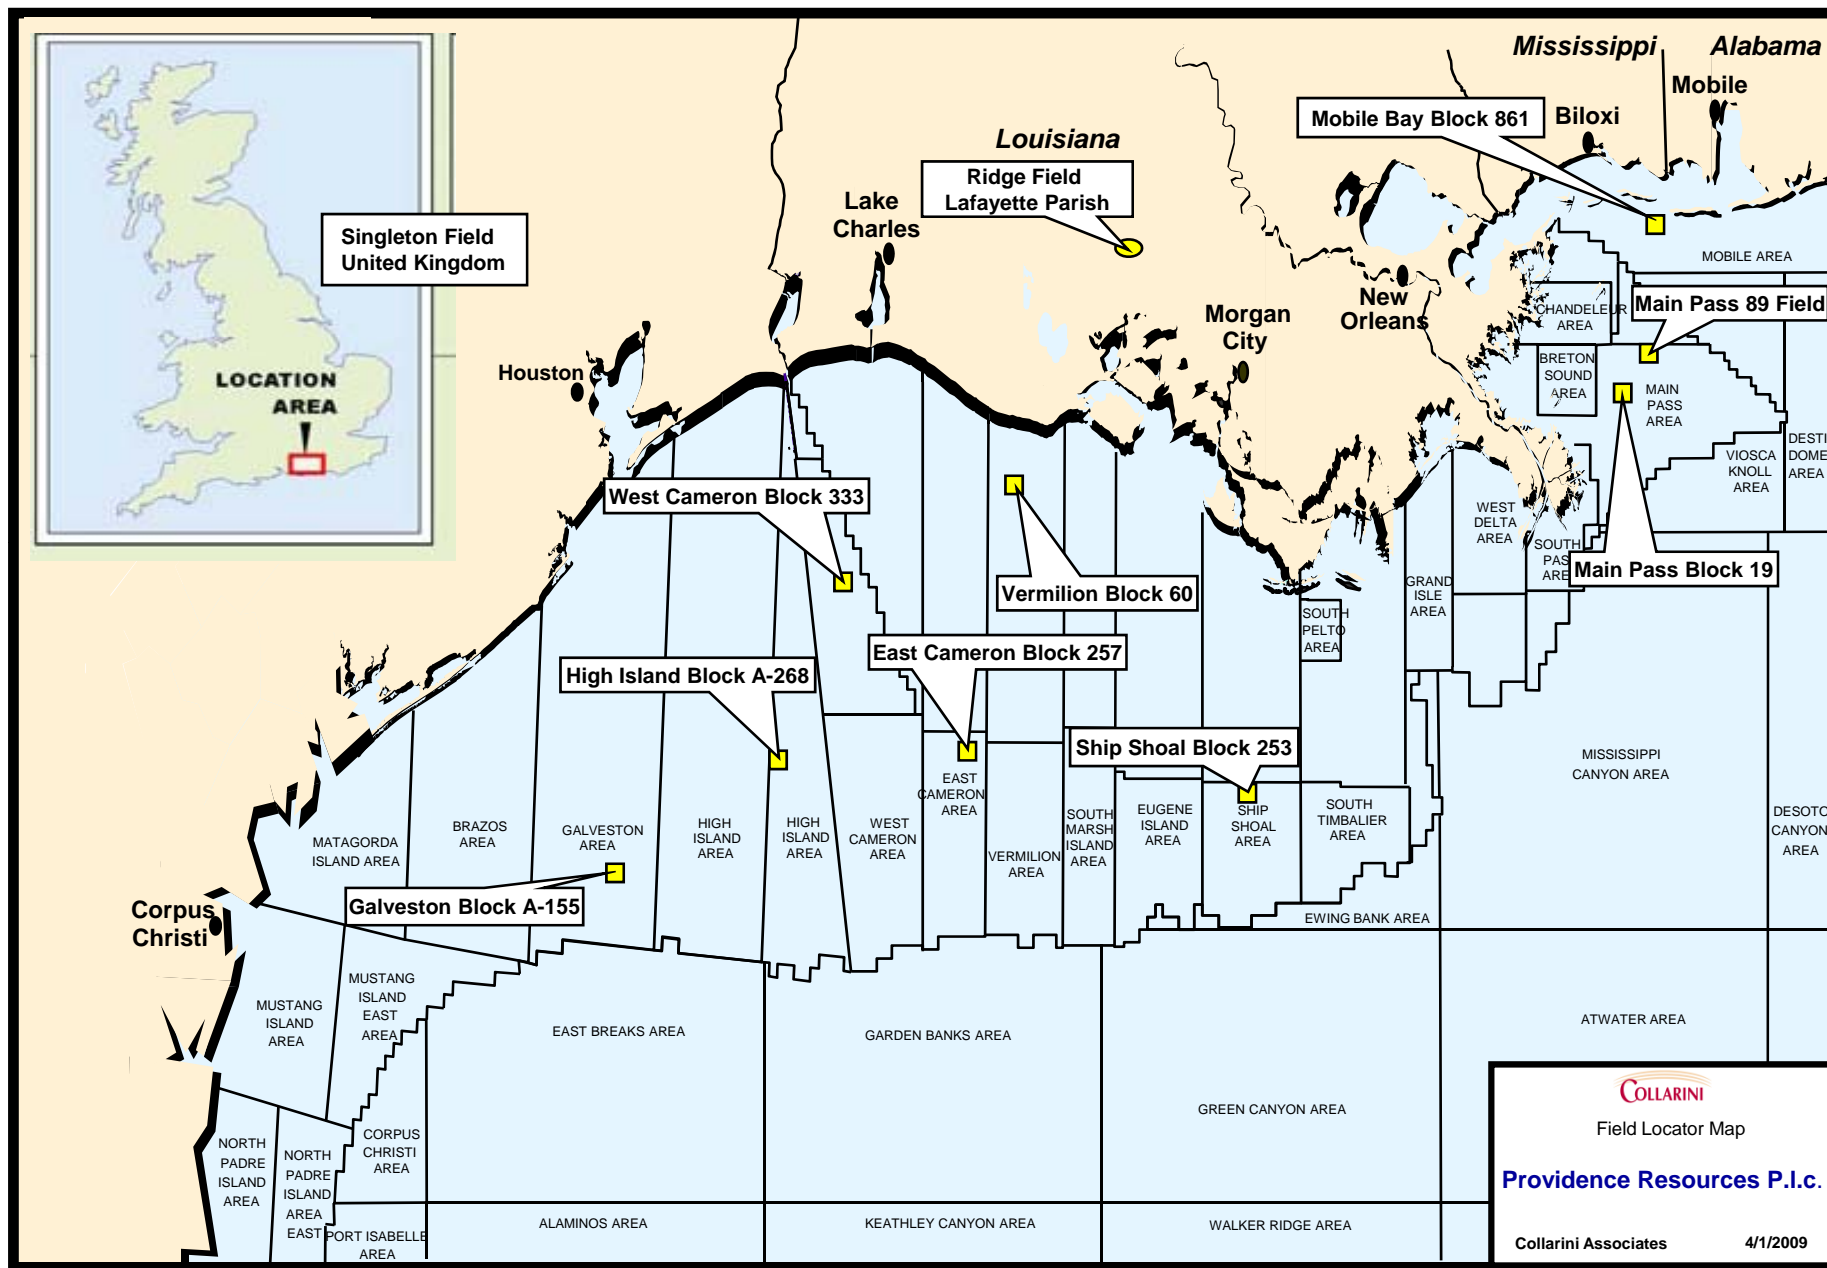 Mississippi
Alabama
Mobile
Mobile Bay Block 861
Biloxi
Louisiana
Ridge Field
Lafayette Parish
Lake
Charles
Singleton Field
United Kingdom
MOBILE AREA
New
Orleans
CHANDELEUR
AREA
Main Pass 89 Field
Morgan
City
Houston
LOCATION
AREA
BRETON
SOUND
AREA
MAIN
PASS
AREA
VIOSCA
KNOLL
AREA
DESTI
DOME
AREA
West Cameron Block 333
WEST
DELTA
AREA
SOUTH
PAS
ARE
Main Pass Block 19
Vermilion Block 60
GRAND
ISLE
AREA
SOUTH
PELTO
AREA
East Cameron Block 257
High Island Block A-268
Ship Shoal Block 253
MISSISSIPPI
CANYON AREA
EAST
CAMERON
AREA
MATAGORDA
ISLAND AREA
BRAZOS
AREA
GALVESTON
AREA
HIGH
ISLAND
AREA
HIGH
ISLAND
AREA
WEST
CAMERON
AREA
VERMILION
AREA
SOUTH
MARSH
ISLAND
AREA
EUGENE
ISLAND
AREA
SHIP
SHOAL
AREA
SOUTH
TIMBALIER
AREA
DESOTO
CANYON
AREA
Galveston Block A-155
Corpus
Christi
EWING BANK AREA
MUSTANG
ISLAND
AREA
MUSTANG
ISLAND
EAST
AREA
EAST BREAKS AREA
GARDEN BANKS AREA
ATWATER AREA
GREEN CANYON AREA
NORTH
PADRE
ISLAND
AREA
NORTH
PADRE
ISLAND
AREA
EAST
CORPUS
CHRISTI
AREA
PORT ISABELLE
AREA
ALAMINOS AREA
KEATHLEY CANYON AREA
WALKER RIDGE AREA
COLLARINI
Field Locator Map
Providence Resources P.l.c.
Collarini Associates 4/1/2009